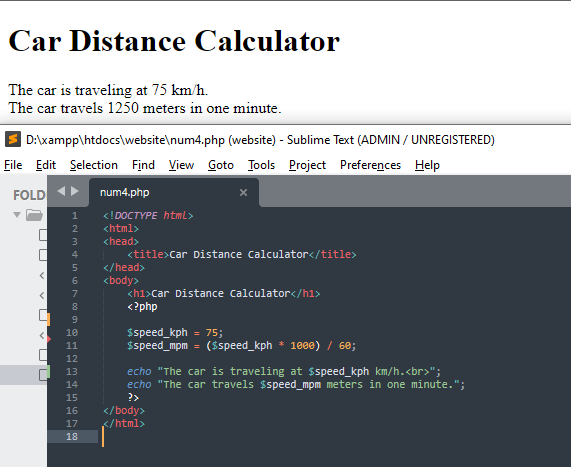 Car Distance Calculator
The car is traveling at 75 km/h.
The car travels 1250 meters in one minute.
D:\xampp\htdocs\website\num4.php (website) - Sublime Text (ADMIN / UNREGISTERED)
File Edit Selection Find View Goto Tools Project Preferences Help
FOLD
num4.php ×
1 <!DOCTYPE html>
2 <html>
3 <head>
4 <title>Car Distance Calculator</title>
5 </head>
6 <body>
7 <h1>Car Distance Calculator</h1>
8 <?php
9
10 $speed_kph = 75;
11 $speed_mpm = ($speed_kph * 1000) / 60;
12
13 echo "The car is traveling at $speed_kph km/h.<br>";
14 echo "The car travels $speed_mpm meters in one minute.";
15 ?>
16 </body>
17 </html>
18